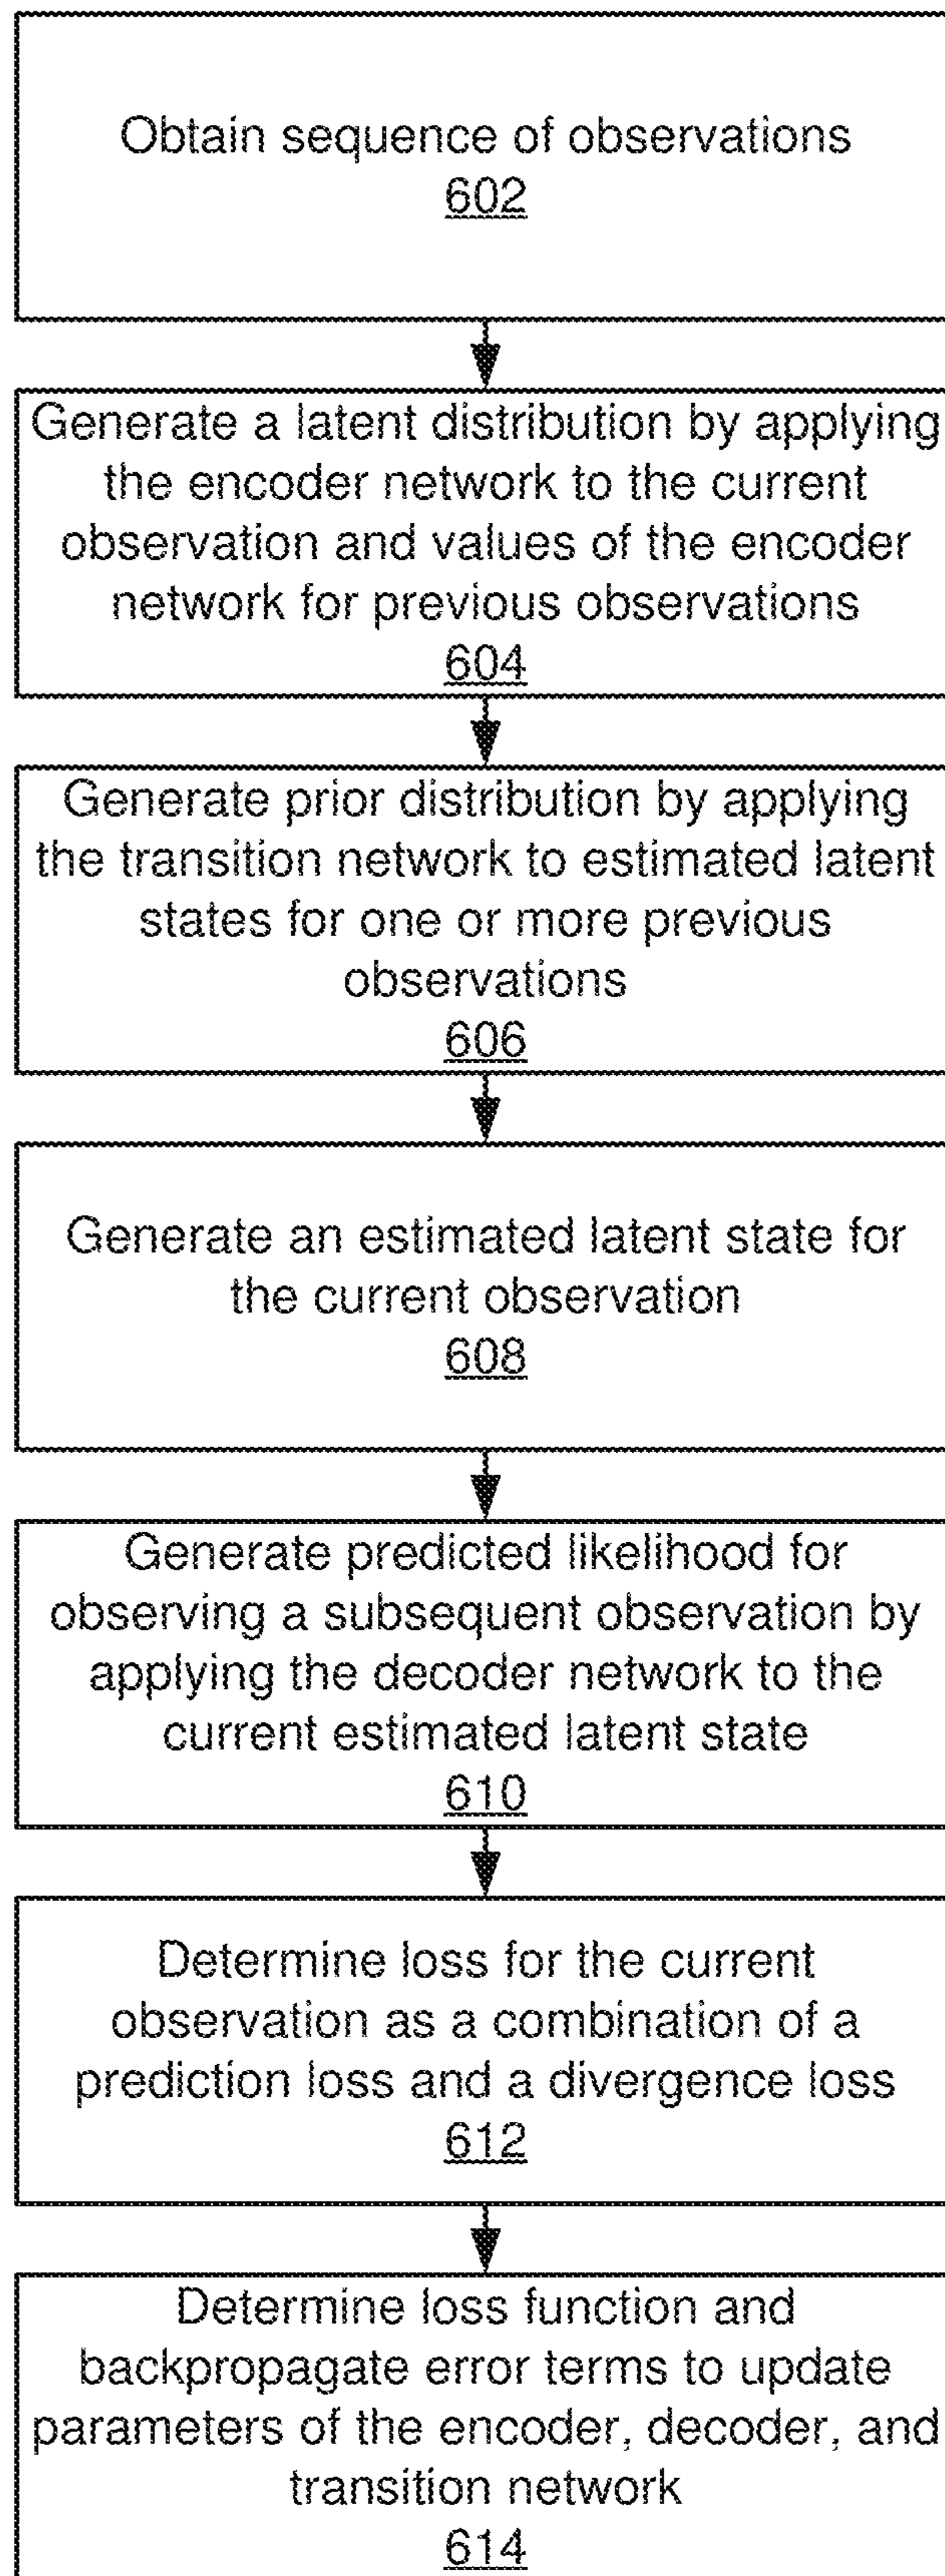 Obtain sequence of observations
602
Generate a latent distribution by applying
the encoder network to the current
observation and values of the encoder
network for previous observations
604
Generate prior distribution by applying
the transition network to estimated latent
states for one or more previous
observations
606
Generate an estimated latent state for
the current observation
608
Generate predicted likelihood for
observing a subsequent observation by
applying the decoder network to the
current estimated latent state
610
Determine loss for the current
observation as a combination of a
prediction loss and a divergence loss
612
Determine loss function and
backpropagate error terms to update
parameters of the encoder, decoder, and
transition network
614